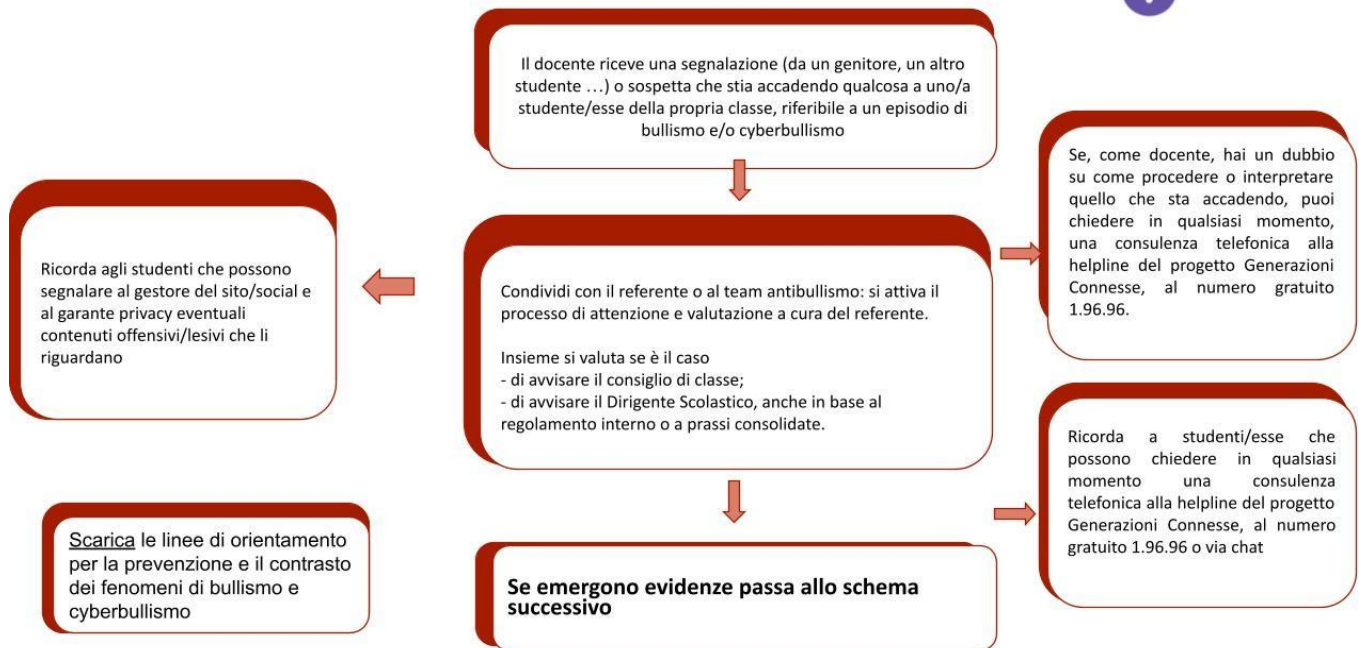 Il docente riceve una segnalazione (da un genitore, un altro
studente …) o sospetta che stia accadendo qualcosa a uno/a
studente/esse della propria classe, riferibile a un episodio di
bullismo e/o cyberbullismo
Se, come docente, hai un dubbio
su come procedere o interpretare
quello che sta accadendo, puoi
chiedere in qualsiasi momento,
una consulenza telefonica alla
helpline del progetto Generazioni
Connesse, al numero gratuito
1.96.96.
Ricorda agli studenti che possono
segnalare al gestore del sito/social e
al garante privacy eventuali
contenuti offensivi/lesivi che li
riguardano
Condividi con il referente o al team antibullismo: si attiva il
processo di attenzione e valutazione a cura del referente.
Insieme si valuta se è il caso
- di avvisare il consiglio di classe;
- di avvisare il Dirigente Scolastico, anche in base al
regolamento interno o a prassi consolidate.
Ricorda a studenti/esse che
possono chiedere in qualsiasi
momento una consulenza
telefonica alla helpline del progetto
Generazioni Connesse, al numero
gratuito 1.96.96 o via chat
Scarica le linee di orientamento
per la prevenzione e il contrasto
dei fenomeni di bullismo e
cyberbullismo
Se emergono evidenze passa allo schema
successivo